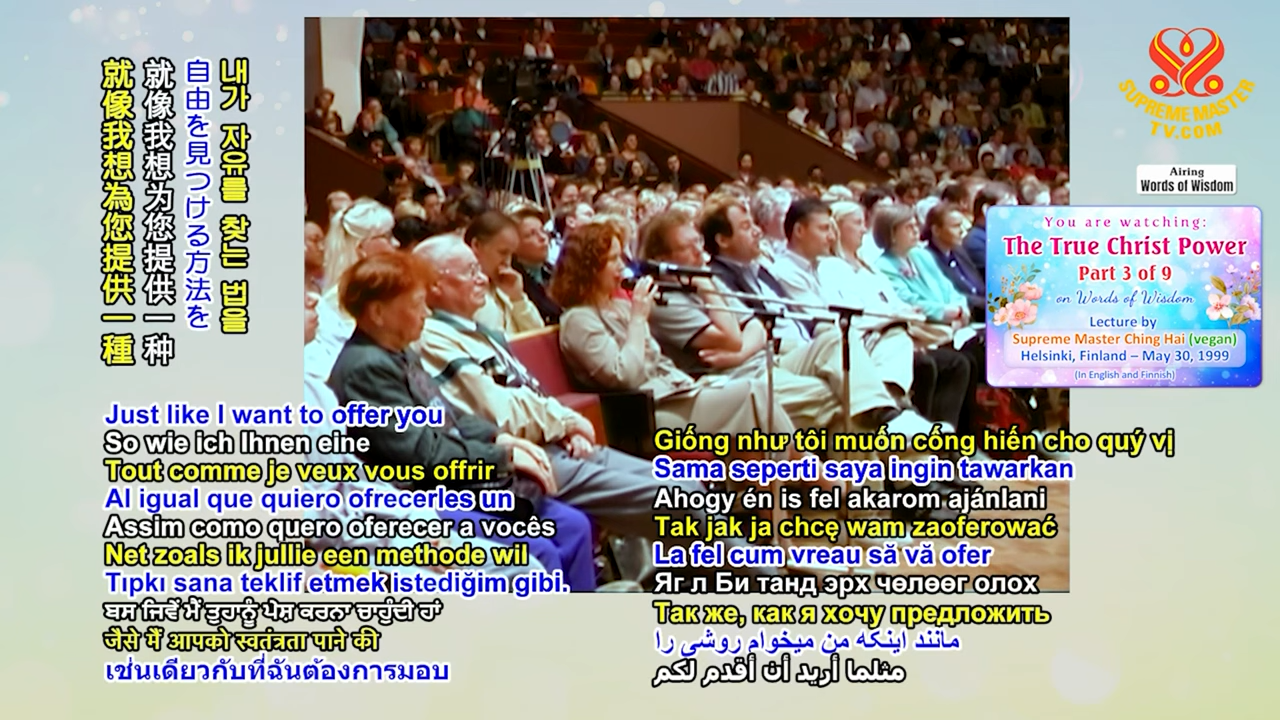 내가 자유를 찾는 법을
自由を見つける方法を
就像我想为您提供一种
就像我想為您提供一種
SUPREME MASTER
TV.COM
Airing
Words of Wisdom
You are watching:
The True Christ Power
Part 3 of 9
on Words of Wisdom
Lecture by
Supreme Master Ching Hai (vegan)
Helsinki, Finland – May 30, 1999
(In English and Finnish)
Just like I want to offer you
So wie ich Ihnen eine
Tout comme je veux vous offrir
Al igual que quiero ofrecerles un
Assim como quero oferecer a vocês
Net zoals ik jullie een methode wil
Tıpkı sana teklif etmek istediğim gibi.
ਬਸ ਜਿਵੇਂ ਮੈਂ ਤੁਹਾਨੂੰ ਪੇਸ਼ ਕਰਨਾ ਚਾਹੁੰਦੀ ਹਾਂ
जैसे मैं आपको स्वतंत्रता पाने की
เช่นเดียวกับที่ฉันต้องการมอบ
Giống như tôi muốn cống hiến cho quý vị
Sama seperti saya ingin tawarkan
Ahogy én is fel akarom ajánlani
Tak jak ja chcę wam zaoferować
La fel cum vreau să vă ofer
Яг л Би танд эрх чөлөөг олох
Так же, как я хочу предложить
مانند اینکه من میخوام روشی را
مثلما أريد أن أقدم لكم